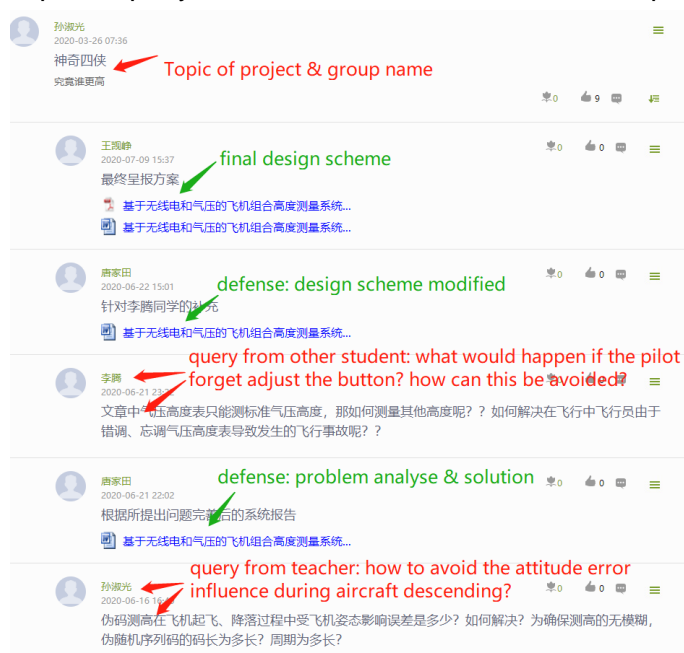 孙淑光
2020-03-26 07:36
神奇四侠
Topic of project & group name
究竟谁更高
0 9
王觊峥
2020-07-09 15:37
final design scheme
0 0
最终呈报方案
基于无线电和气压的飞机组合高度测量系统...
基于无线电和气压的飞机组合高度测量系统...
唐家田
2020-06-22 15:01
defense: design scheme modified
0 0
针对李腾同学的补充
基于无线电和气压的飞机组合高度测量系统...
query from other student: what would happen if the pilot
forget adjust the button? how can this be avoided?
李腾
2020-06-21 23:
文章中气压高度表只能测标准气压高度，那如何测量其他高度呢？？如何解决在飞行中飞行员由于
错调、忘调气压高度表导致发生的飞行事故呢？？
唐家田
2020-06-21 22:02
defense: problem analyse & solution
0 0
根据所提出问题完善后的系统报告
基于无线电和气压的飞机组合高度测量系统...
query from teacher: how to avoid the attitude error
influence during aircraft descending?
孙淑光
2020-06-16 16:
0 0
伪码测高在飞机起飞、降落过程中受飞机姿态影响误差是多少？如何解决？为确保测高的无模糊，
伪随机序列码的码长为多长？周期为多长？